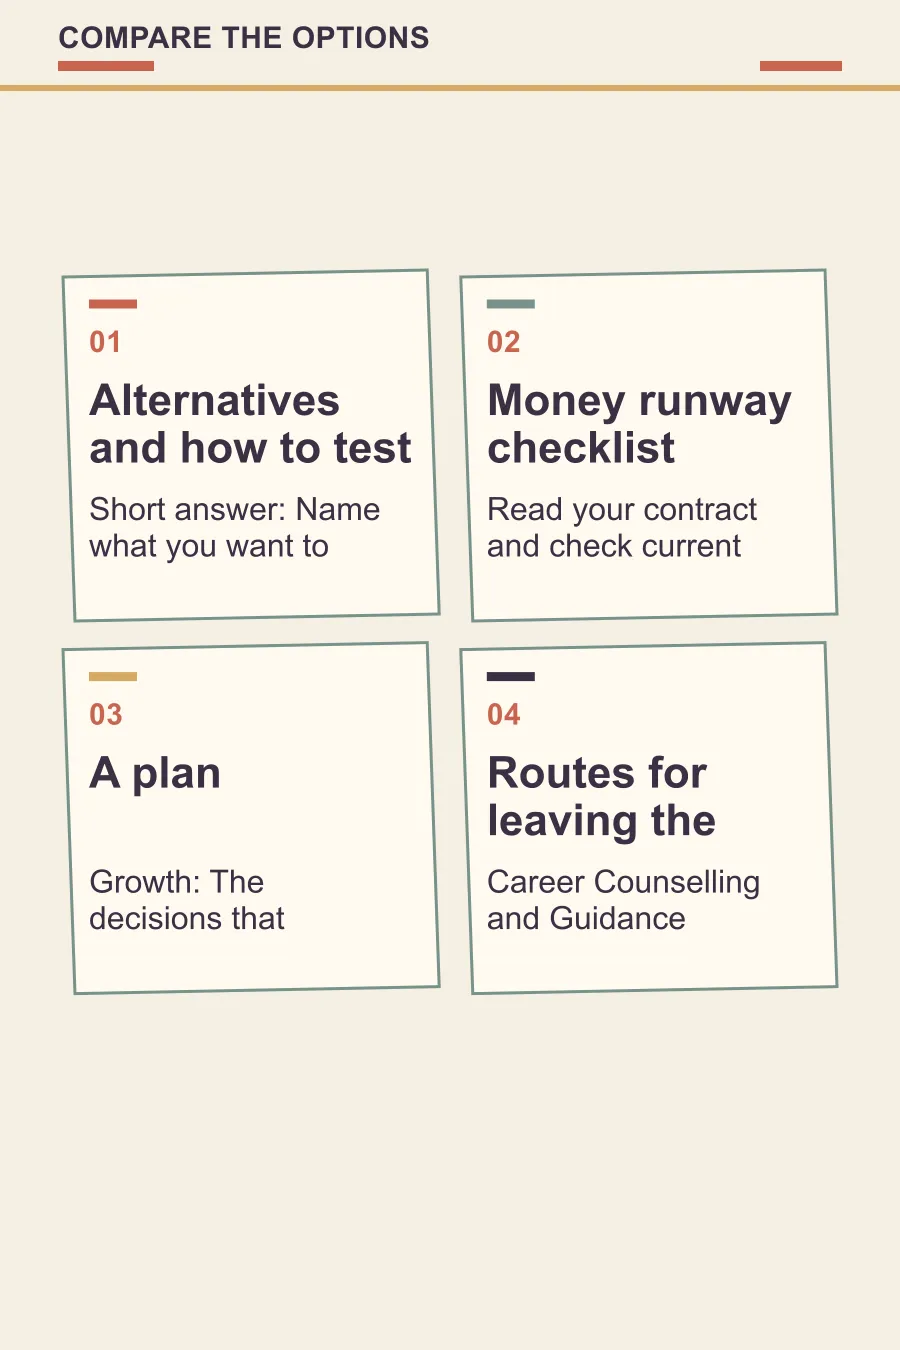 COMPARE THE OPTIONS
01
Alternatives
and how to test
Short answer: Name
what you want to
02
Money runway
checklist
Read your contract
and check current
03
A plan
Growth: The
decisions that
04
Routes for
leaving the
Career Counselling
and Guidance